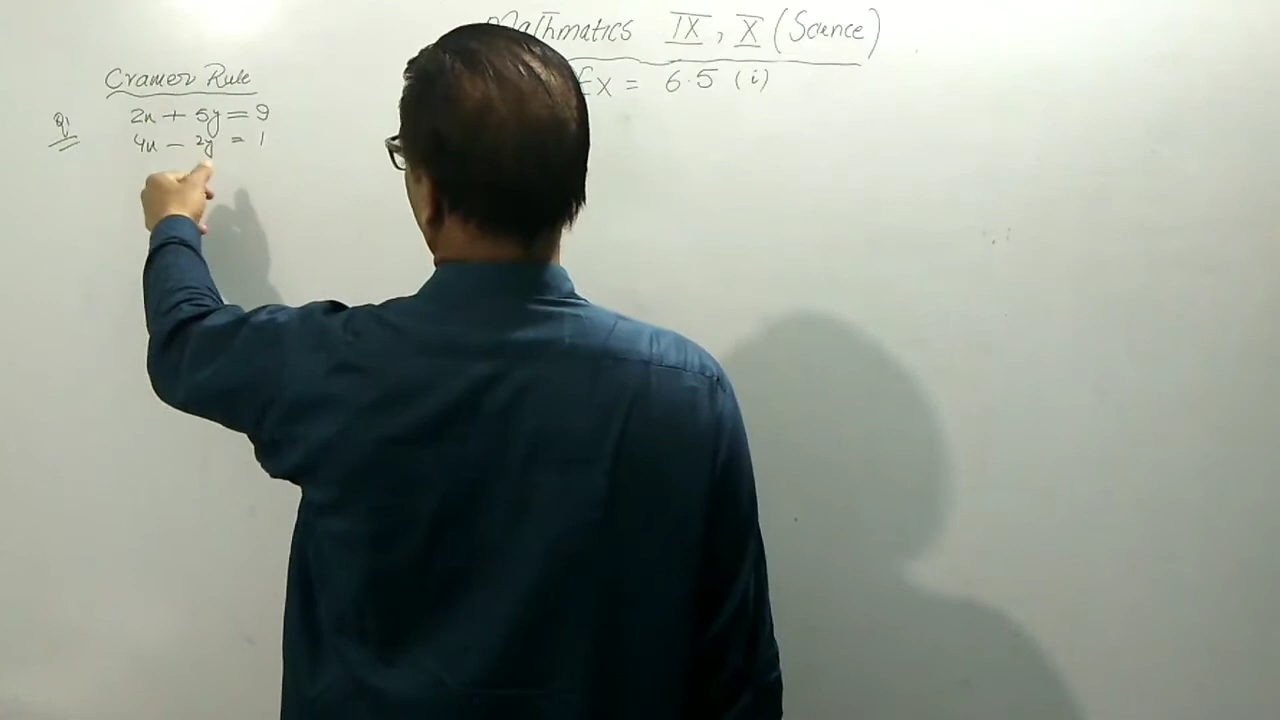 Mathematics IX, X (Science)
Ex = 6.5 (i)
Cramer Rule
Q1 2x + 5y = 9
4x - 2y = 1